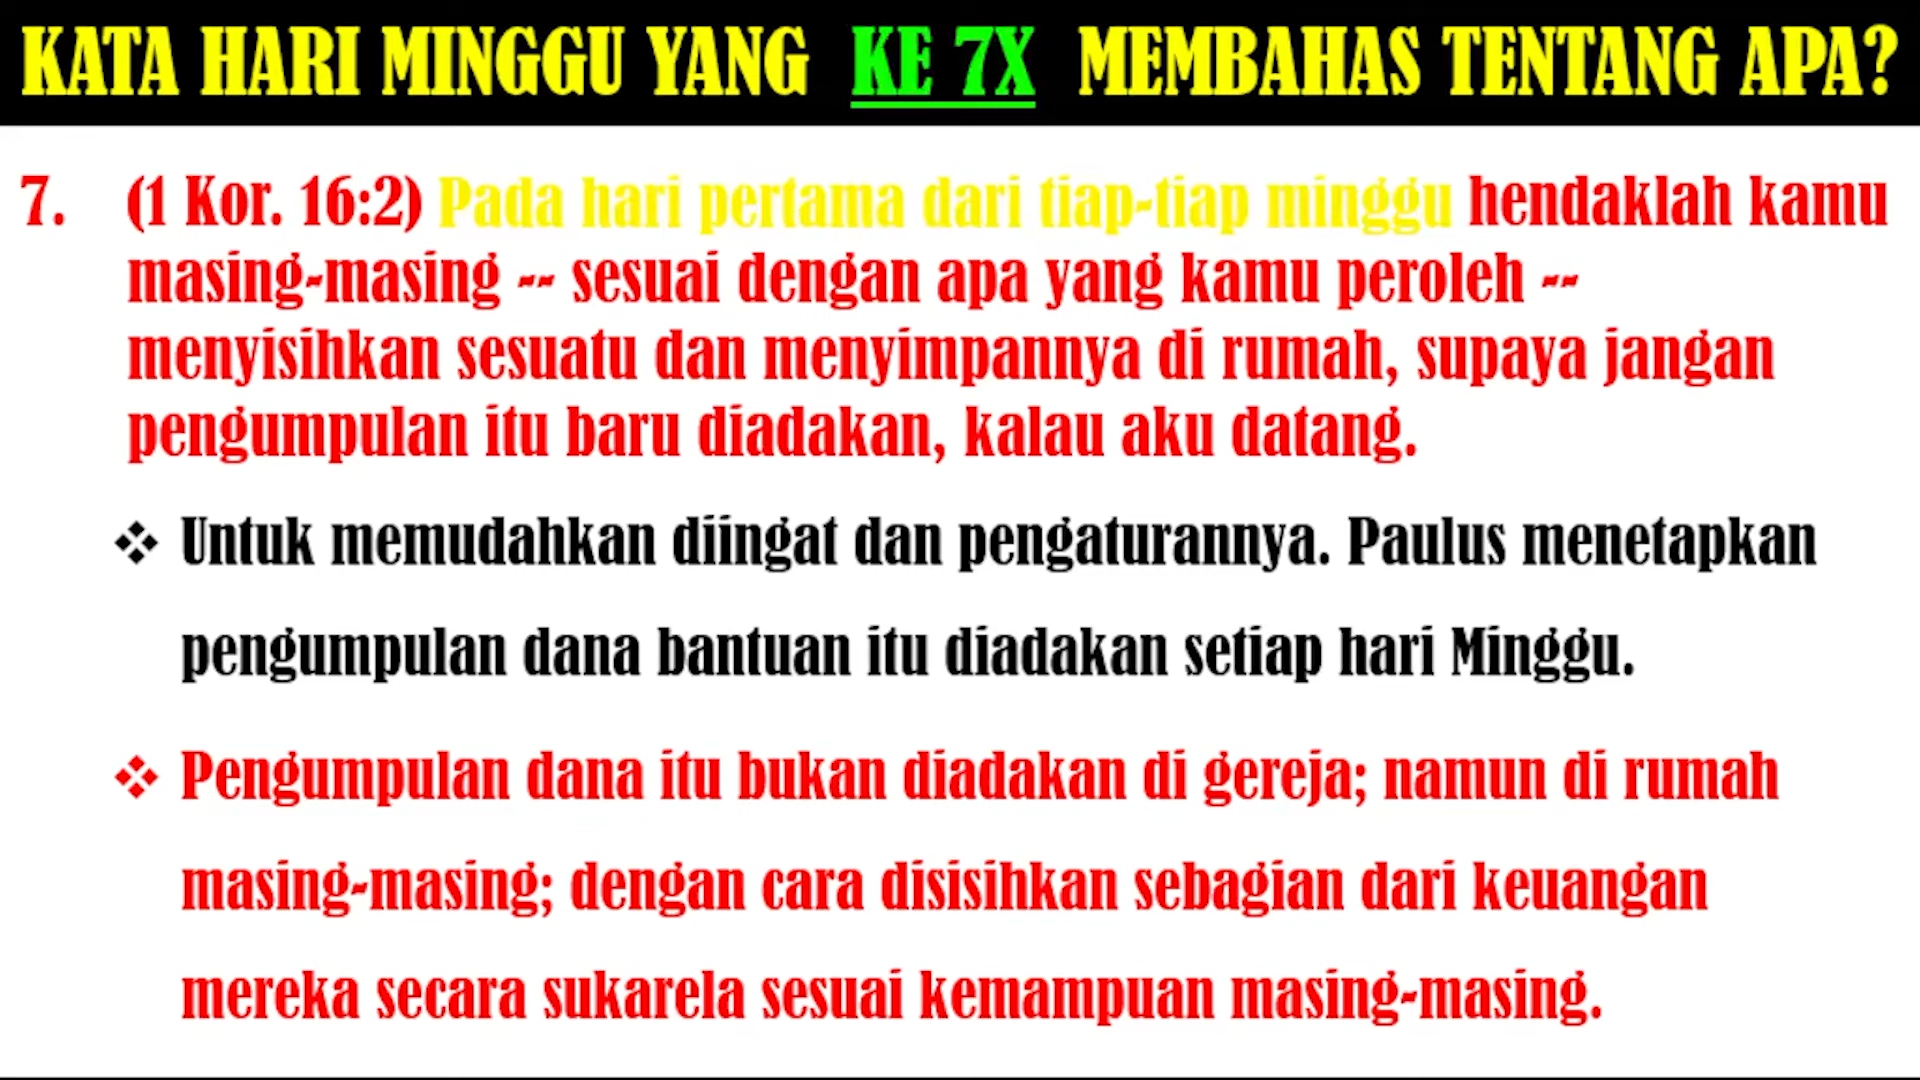 KATA HARI MINGGU YANG KE 7X MEMBAHAS TENTANG APA?
7. (1 Kor. 16:2) Pada hari pertama dari tiap-tiap minggu hendaklah kamu
masing-masing -- sesuai dengan apa yang kamu peroleh --
menyisihkan sesuatu dan menyimpannya di rumah, supaya jangan
pengumpulan itu baru diadakan, kalau aku datang.
❖ Untuk memudahkan diingat dan pengaturannya. Paulus menetapkan
pengumpulan dana bantuan itu diadakan setiap hari Minggu.
❖ Pengumpulan dana itu bukan diadakan di gereja; namun di rumah
masing-masing; dengan cara disisihkan sebagian dari keuangan
mereka secara sukarela sesuai kemampuan masing-masing.